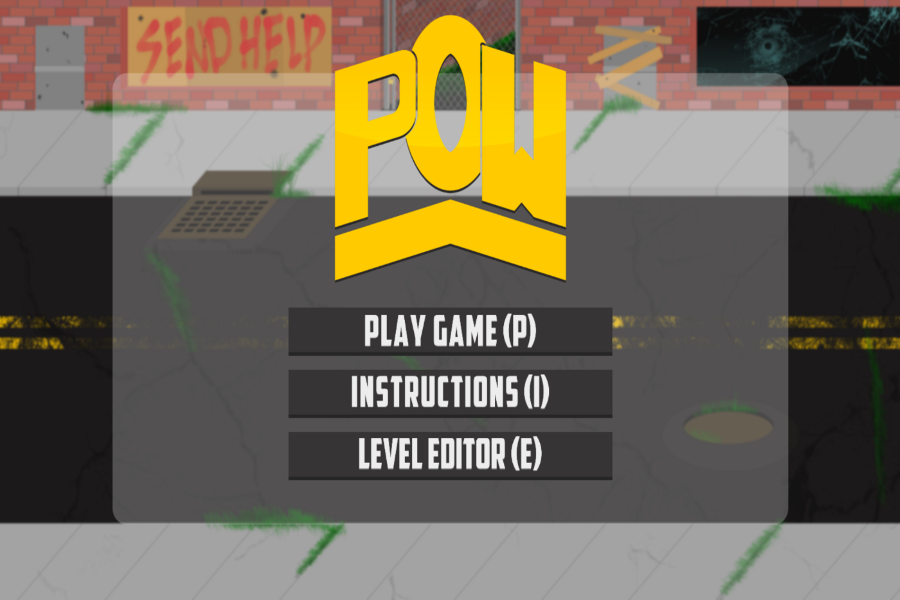 SEND HELP
POW
PLAY GAME (P)
INSTRUCTIONS (I)
LEVEL EDITOR (E)